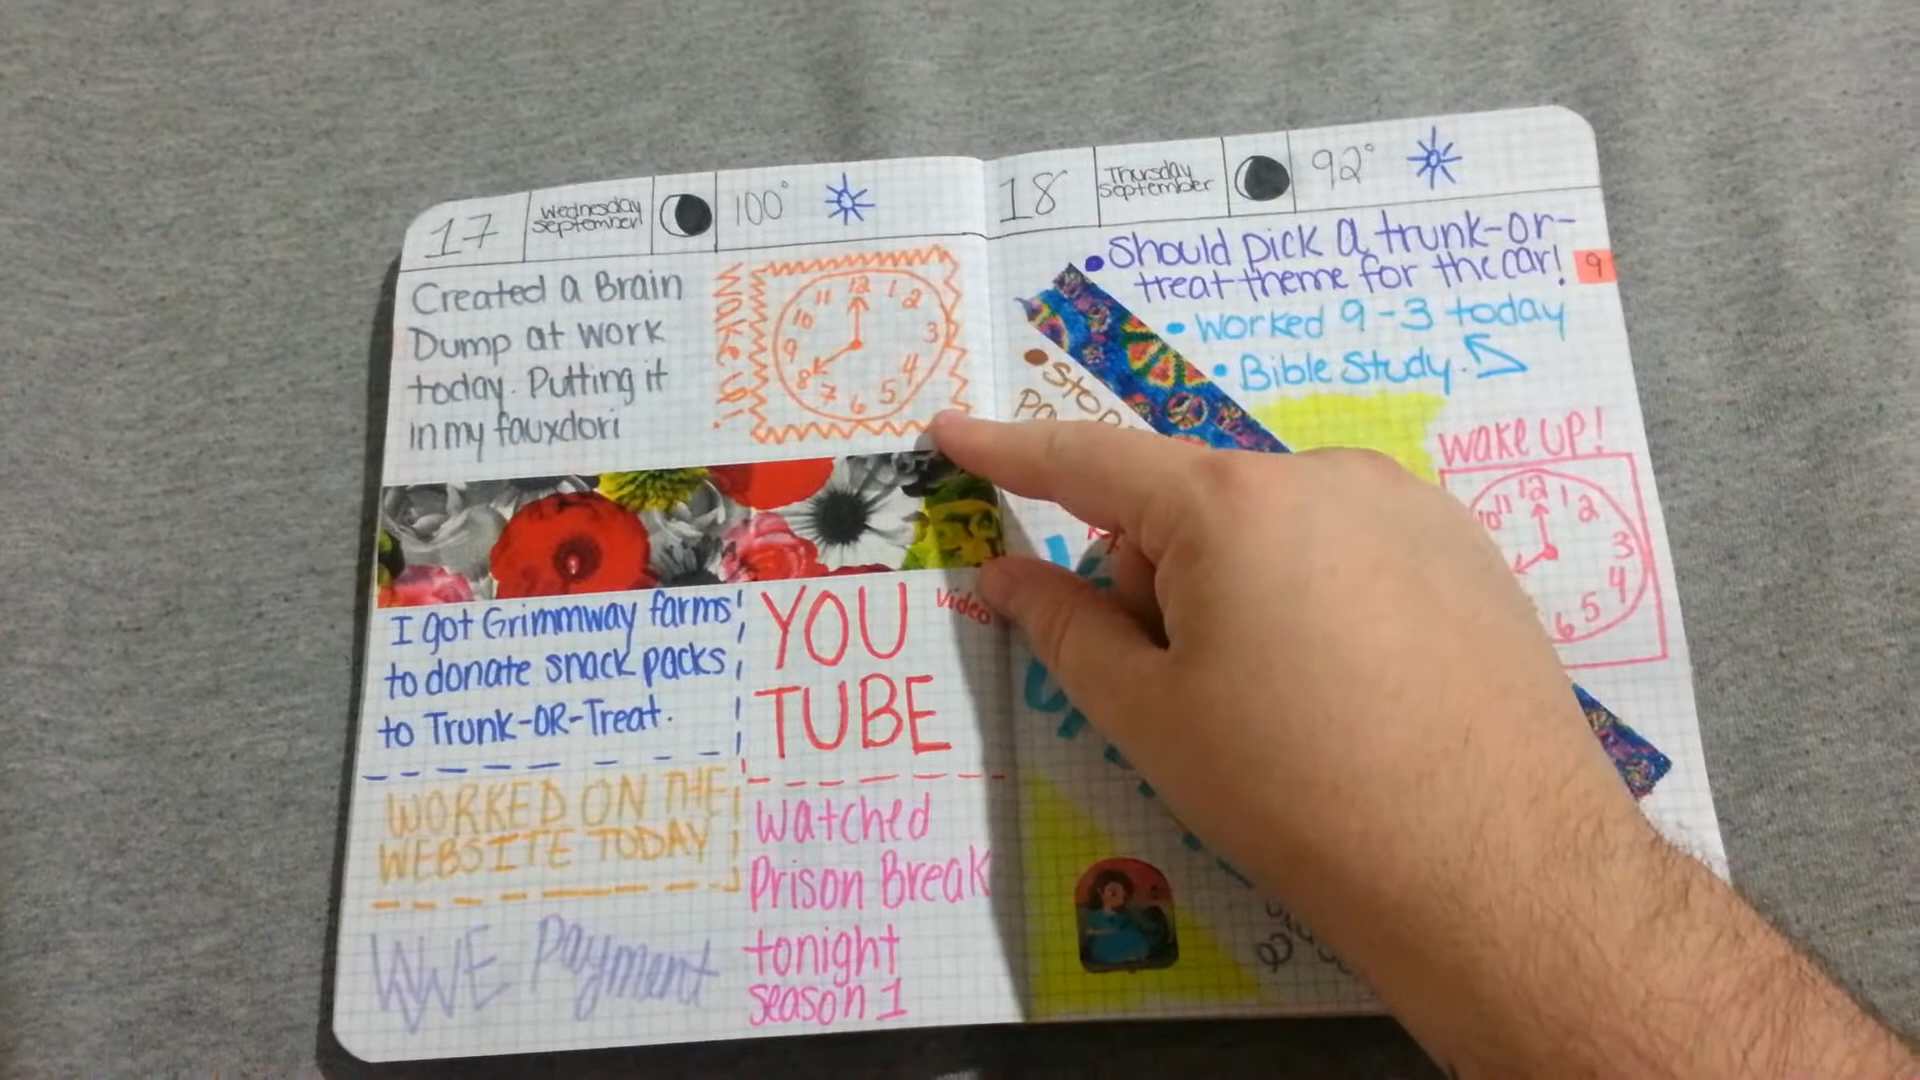 17
Wednesday
September
100°
Created a Brain
Dump at work
today. Putting it
in my fauxdori
Wake up!
12
1
2
3
4
5
6
7
8
9
10
11
I got Grimmway farms
to donate snack packs
to Trunk-OR-Treat.
WORKED ON THE
WEBSITE TODAY
WWE Payment
YOU
TUBE
Video
Watched
Prison Break
tonight
season 1
18
Thursday
September
92°
• Should pick a trunk-or-
treat theme for the car!
9
• Worked 9-3 today
• Bible Study.
• Stop
Wake up!
12
1
2
3
4
5
6
10
11